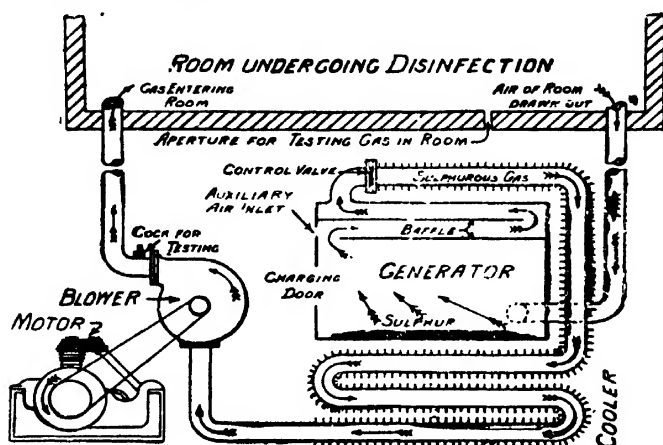 ROOM UNDERGOING DISINFECTION
GAS ENTERING
ROOM
AIR OF ROOM
DRAWN OUT
APERTURE FOR TESTING GAS IN ROOM
CONTROL VALVE
SULPHUROUS GAS
AUXILIARY
AIR INLET
COCK FOR
TESTING
BAFFLE
CHARGING
DOOR
GENERATOR
BLOWER
MOTOR
SULPHUR
COOLER